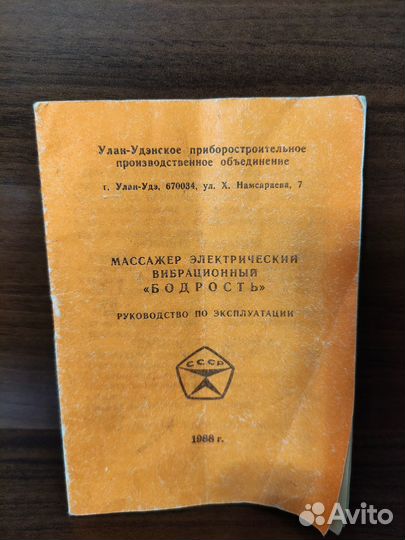 Улан-Удэнское приборостроительное
производственное объединение
г. Улан-Удэ, 670034, ул. Х. Намсараева, 7
МАССАЖЕР ЭЛЕКТРИЧЕСКИЙ
ВИБРАЦИОННЫЙ
«БОДРОСТЬ»
РУКОВОДСТВО ПО ЭКСПЛУАТАЦИИ
СССР
1988 г.
Avito